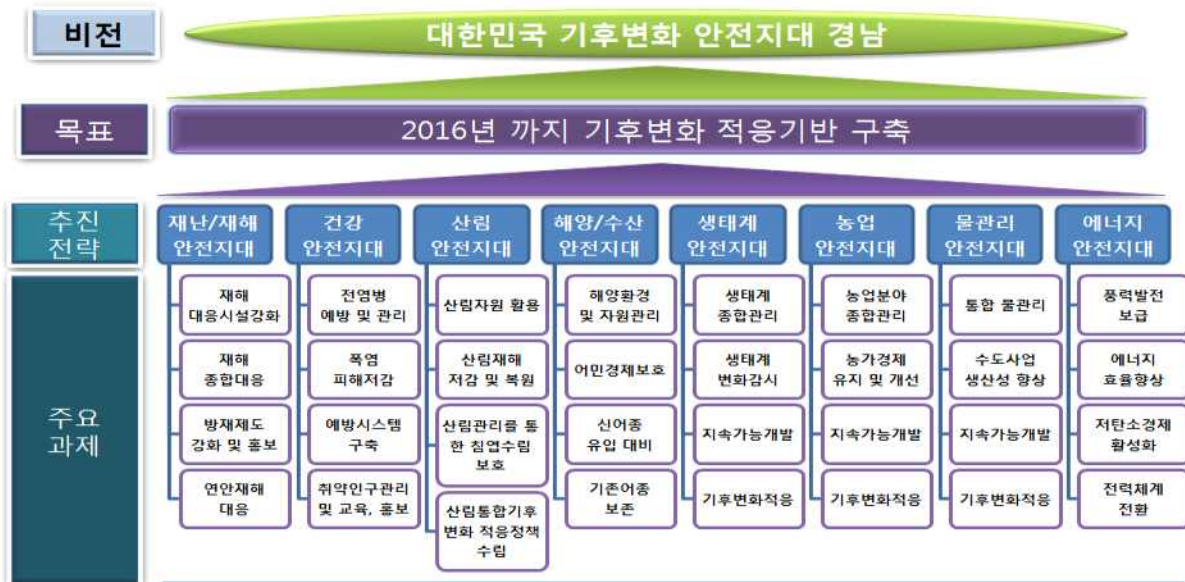 비전
대한민국 기후변화 안전지대 경남
목표
2016년 까지 기후변화 적응기반 구축
추진
전략
재난/재해
안전지대
건강
안전지대
산림
안전지대
해양/수산
안전지대
생태계
안전지대
농업
안전지대
물관리
안전지대
에너지
안전지대
주요
과제
재해
대응시설강화
재해
종합대응
방재제도
강화 및 홍보
연안재해
대응
전염병
예방 및 관리
폭염
피해저감
예방시스템
구축
취약인구관리
및 교육, 홍보
산림자원 활용
산림재해
저감 및 복원
산림관리를 통
한 침엽수림
보호
산림통합기후
변화 적응정책
수립
해양환경
및 자원관리
어민경제보호
신어종
유입 대비
기존어종
보존
생태계
종합관리
생태계
변화감시
지속가능개발
기후변화적응
농업분야
종합관리
농가경제
유지 및 개선
지속가능개발
기후변화적응
통합 물관리
수도사업
생산성 향상
지속가능개발
기후변화적응
풍력발전
보급
에너지
효율향상
저탄소경제
활성화
전력체계
전환